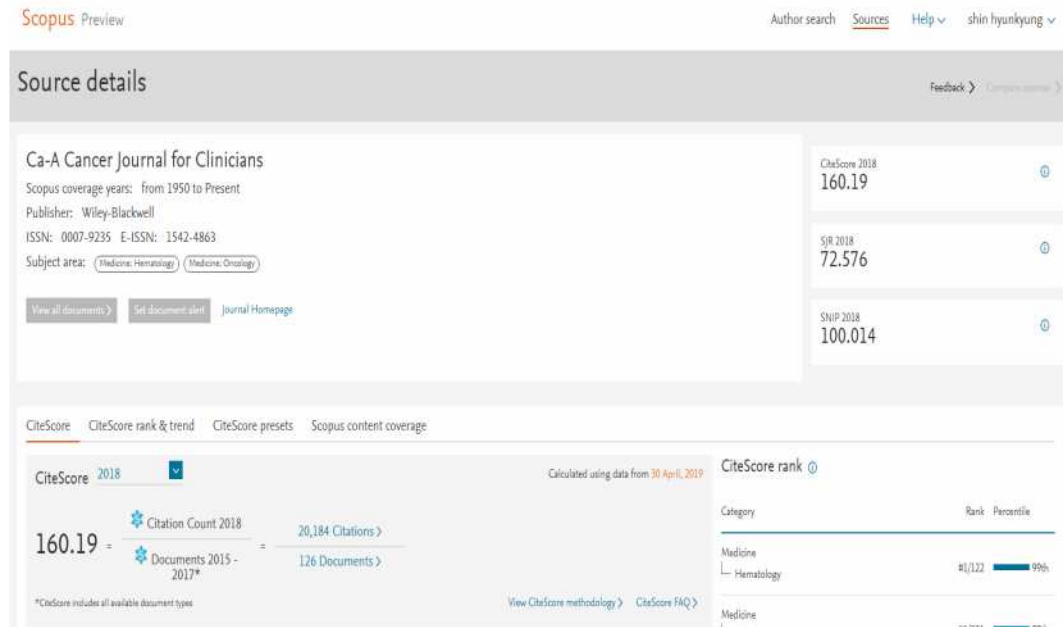 Scopus Preview
Author search Sources Help shin hyunkyung
Source details
Feedback
Ca-A Cancer Journal for Clinicians
Scopus coverage years: from 1950 to Present
Publisher: Wiley-Blackwell
ISSN: 0007-9235 E-ISSN: 1542-4863
Subject area: Medicine: Hematology Medicine: Oncology
View all documents > Set document alert Journal Homepage
CiteScore 2018
160.19
SJR 2018
72.576
SNIP 2018
100.014
CiteScore CiteScore rank & trend CiteScore presets Scopus content coverage
CiteScore 2018
Calculated using data from 30 April, 2019
160.19 = Citation Count 2018 / Documents 2015 - 2017* = 20,184 Citations > / 126 Documents >
*CiteScore includes all available document types
View CiteScore methodology > CiteScore FAQ >
CiteScore rank
Category Rank Percentile
Medicine
Hematology #1/122 99th
Medicine